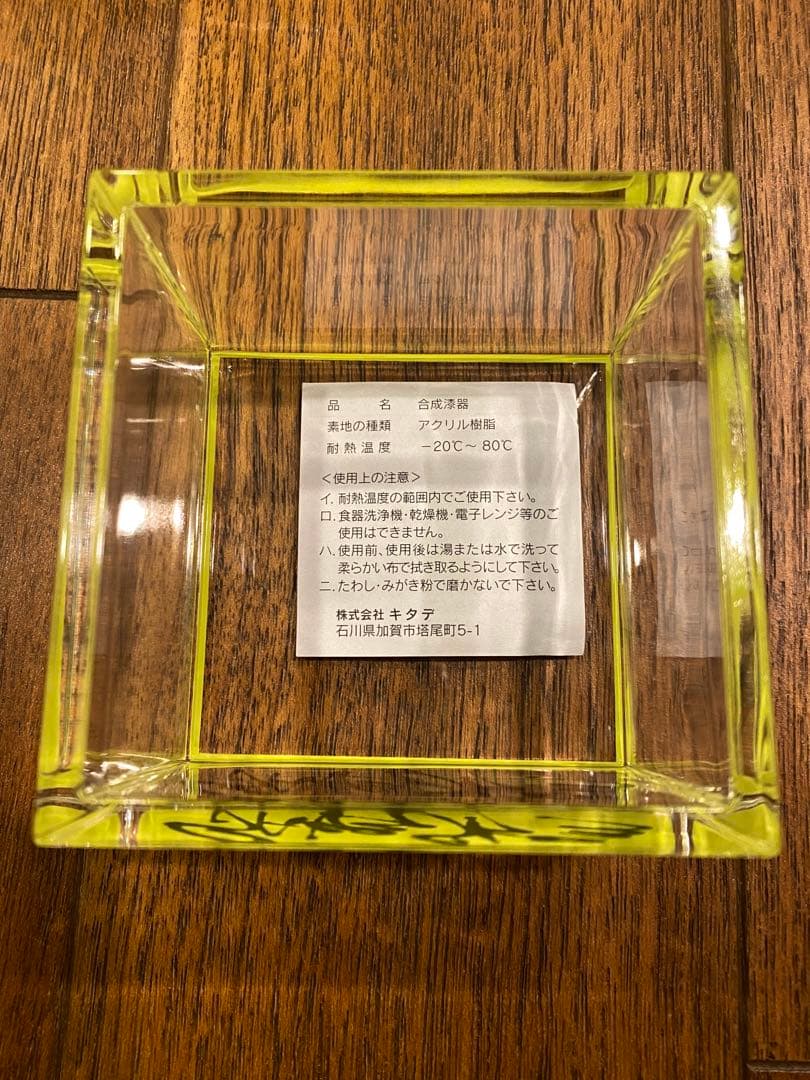 品　　名　合成漆器
素地の種類　アクリル樹脂
耐熱温度　－20℃～80℃
＜使用上の注意＞
イ. 耐熱温度の範囲内でご使用下さい。
ロ. 食器洗浄機・乾燥機・電子レンジ等のご
使用はできません。
ハ. 使用前、使用後は湯または水で洗って
柔らかい布で拭き取るようにして下さい。
ニ. たわし・みがき粉で磨かないで下さい。
株式会社 キタデ
石川県加賀市塔尾町5-1